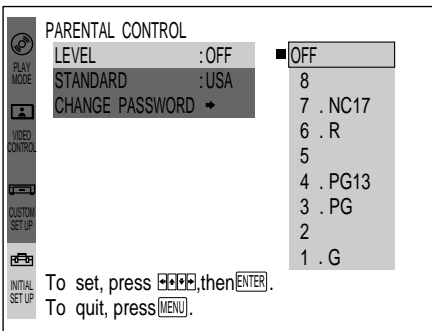 PARENTAL CONTROL
LEVEL :OFF
STANDARD :USA
CHANGE PASSWORD
OFF
8
7 . NC17
6 . R
5
4 . PG13
3 . PG
2
1 . G
PLAY
MODE
VIDEO
CONTROL
CUSTOM
SET UP
INITIAL
SET UP
To set, press ,then ENTER.
To quit, press MENU.